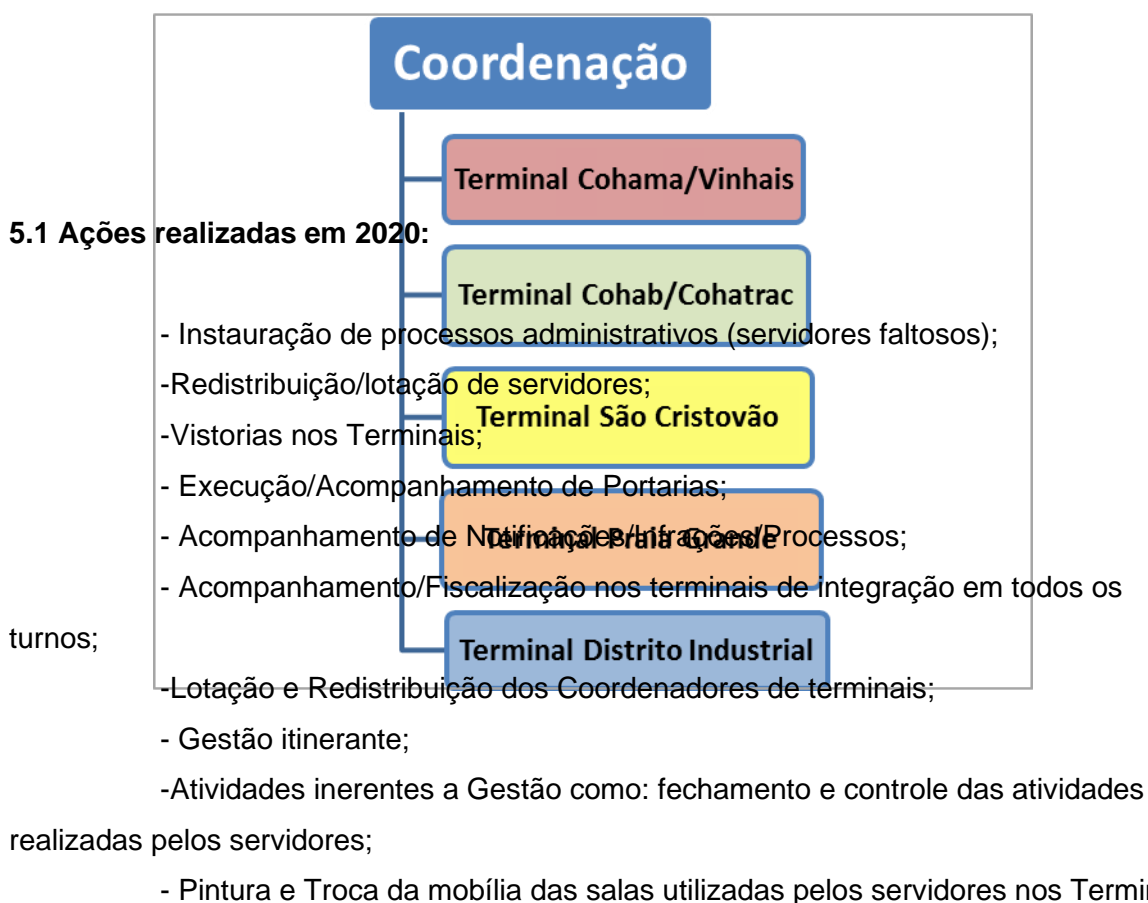 Coordenação
Terminal Cohama/Vinhais
5.1 Ações realizadas em 2020:
Terminal Cohab/Cohatrac
- Instauração de processos administrativos (servidores faltosos);
-Redistribuição/lotação de servidores;
Terminal São Cristovão
-Vistorias nos Terminais;
- Execução/Acompanhamento de Portarias;
- Acompanhamento de Notificações/Infrações/Processos;
Terminal Praia Grande
- Acompanhamento/Fiscalização nos terminais de integração em todos os
turnos;
Terminal Distrito Industrial
-Lotação e Redistribuição dos Coordenadores de terminais;
- Gestão itinerante;
-Atividades inerentes a Gestão como: fechamento e controle das atividades
realizadas pelos servidores;
- Pintura e Troca da mobília das salas utilizadas pelos servidores nos Termi